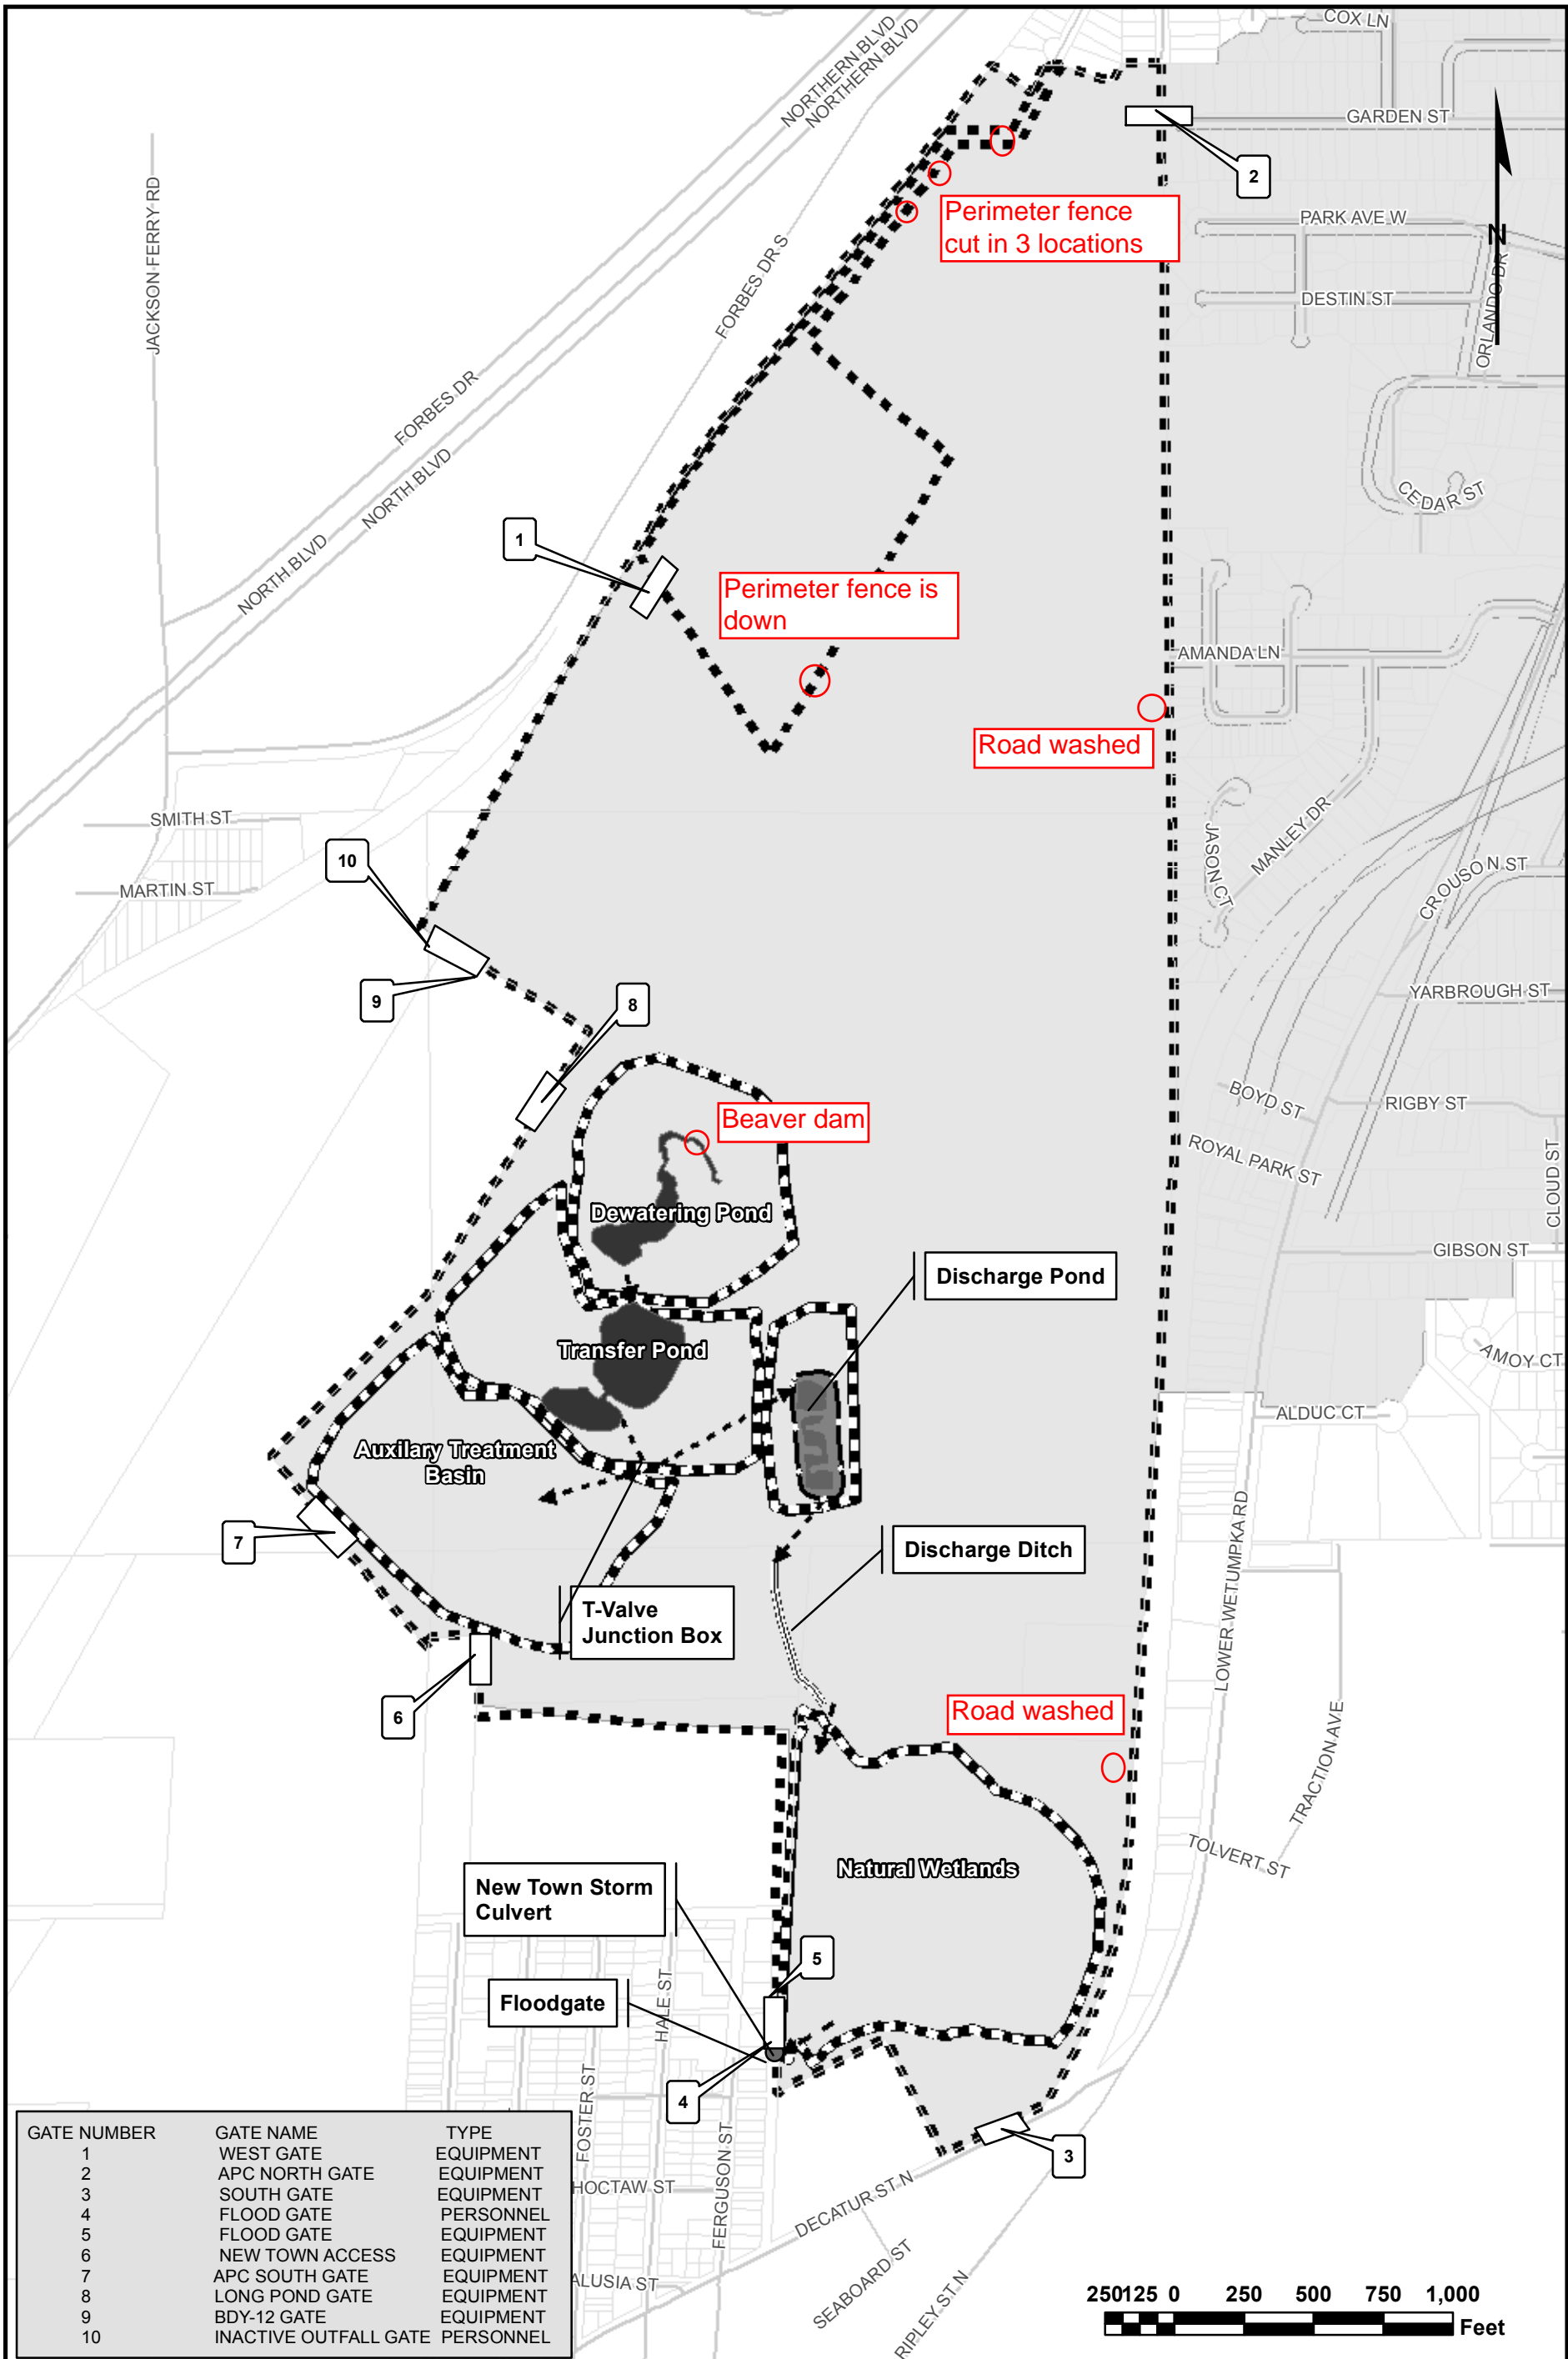 COX LN
NORTHERN BLVD
NORTHERN BLVD
GARDEN ST
2
JACKSON-FERRY RD
Perimeter fence
cut in 3 locations
PARK AVE W
N
FORBES DR S
DESTIN ST
ORLANDO DR
FORBES DR
NORTH BLVD
CEDAR ST
NORTH BLVD
1
Perimeter fence is
down
AMANDA LN
Road washed
SMITH ST
MANLEY DR
JASON CT
10
MARTIN ST
CROUSON ST
9
8
YARBROUGH ST
BOYD ST
RIGBY ST
Beaver dam
ROYAL PARK ST
CLOUD ST
Dewatering Pond
GIBSON ST
Discharge Pond
Transfer Pond
AMOY CT
ALDUC CT
Auxilary Treatment
Basin
7
Discharge Ditch
LOWER WETUMPKA RD
T-Valve
Junction Box
6
Road washed
TRACTION AVE
TOLVERT ST
Natural Wetlands
New Town Storm
Culvert
5
Floodgate
HALE ST
4
FOSTER ST
FERGUSON ST
3
HOCTAW ST
DECATUR ST N
SEABOARD ST
RIPLEY ST N
ALUSIA ST
GATE NUMBER GATE NAME TYPE
1 WEST GATE EQUIPMENT
2 APC NORTH GATE EQUIPMENT
3 SOUTH GATE EQUIPMENT
4 FLOOD GATE PERSONNEL
5 FLOOD GATE EQUIPMENT
6 NEW TOWN ACCESS EQUIPMENT
7 APC SOUTH GATE EQUIPMENT
8 LONG POND GATE EQUIPMENT
9 BDY-12 GATE EQUIPMENT
10 INACTIVE OUTFALL GATE PERSONNEL
250 125 0 250 500 750 1,000
Feet